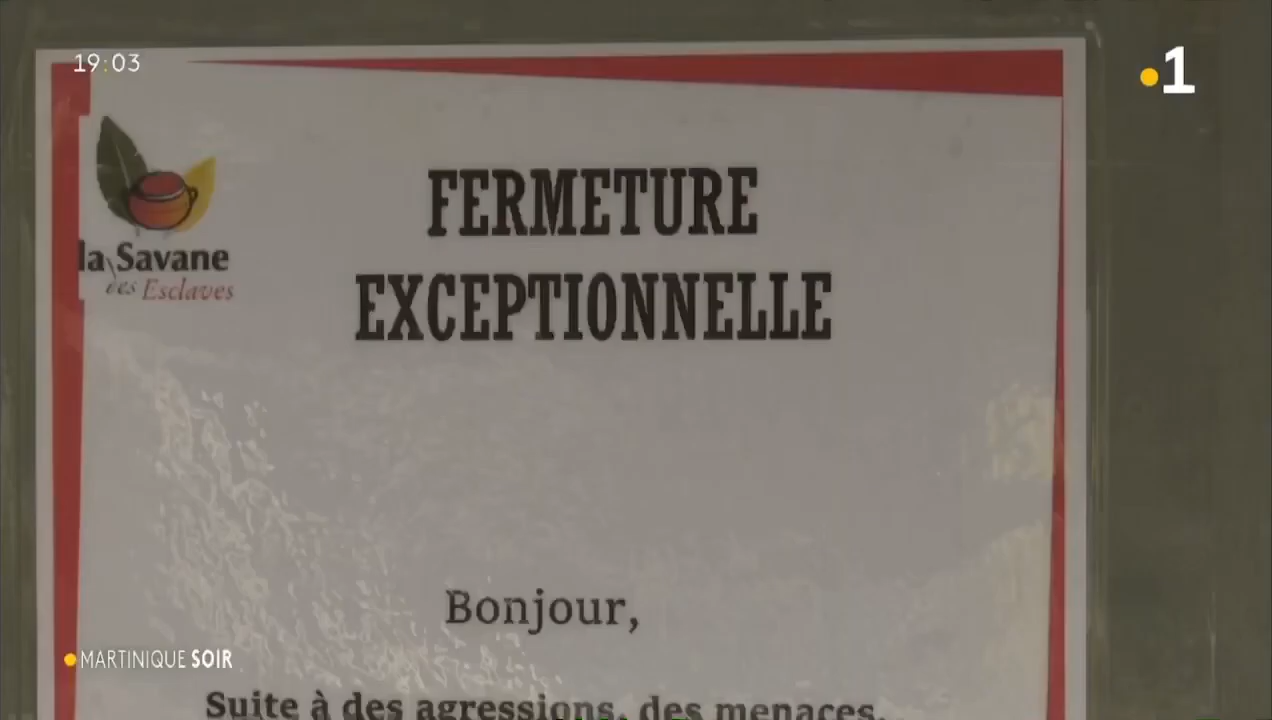 19:03
1
la Savane
des Esclaves
FERMETURE
EXCEPTIONNELLE
Bonjour,
MARTINIQUE SOIR
Suite à des agressions, des menaces,